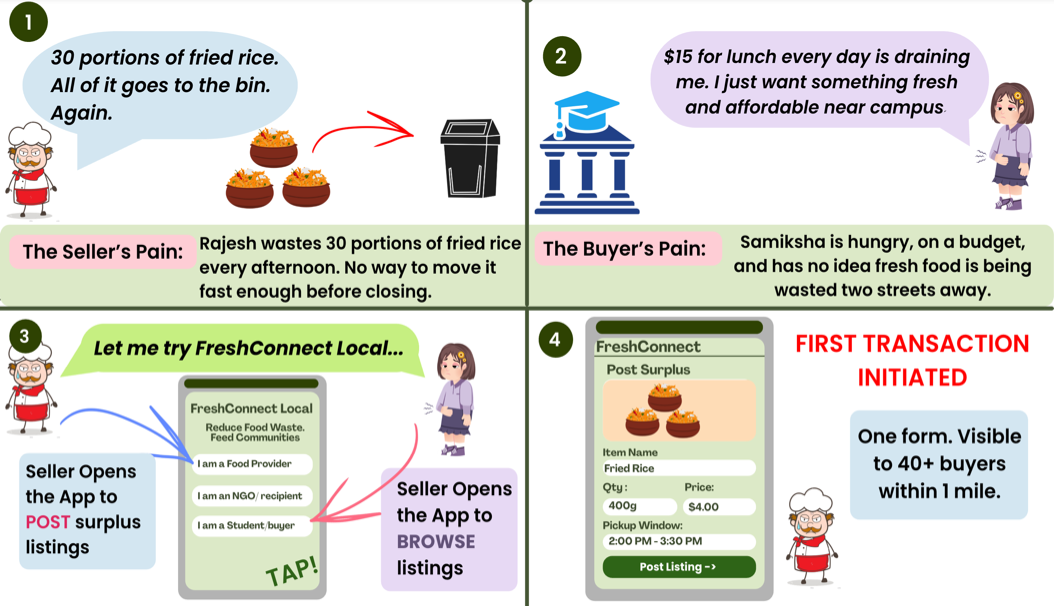 1
30 portions of fried rice.
All of it goes to the bin.
Again.
The Seller's Pain:
Rajesh wastes 30 portions of fried rice
every afternoon. No way to move it
fast enough before closing.
2
$15 for lunch every day is draining
me. I just want something fresh
and affordable near campus.
The Buyer's Pain:
Samiksha is hungry, on a budget,
and has no idea fresh food is being
wasted two streets away.
3
Let me try FreshConnect Local...
Seller Opens
the App to
POST surplus
listings
FreshConnect Local
Reduce Food Waste.
Feed Communities
I am a Food Provider
I am an NGO/ recipient
I am a Student/buyer
TAP!
Seller Opens
the App to
BROWSE
listings
4
FreshConnect
Post Surplus
Item Name
Fried Rice
Qty: Price:
400g $4.00
Pickup Window:
2:00 PM - 3:30 PM
Post Listing ->
FIRST TRANSACTION
INITIATED
One form. Visible
to 40+ buyers
within 1 mile.